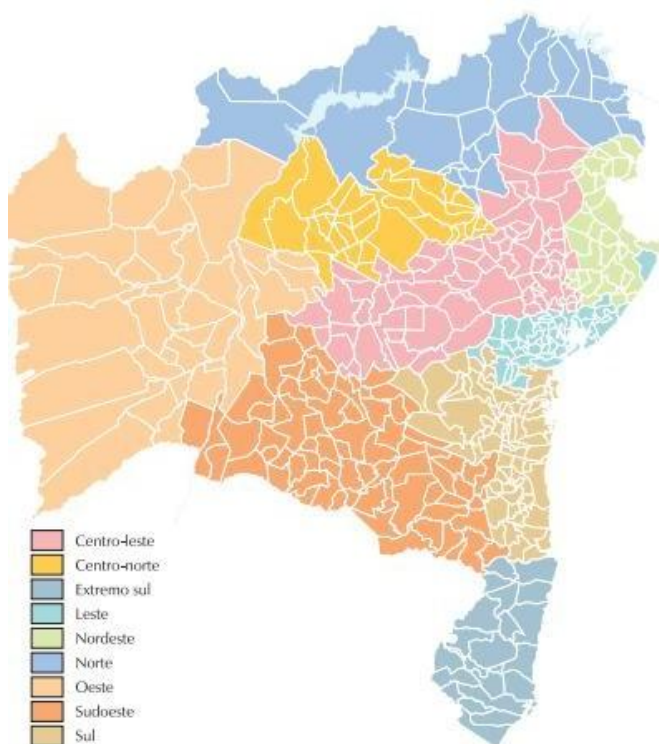 Centro-leste
Centro-norte
Extremo sul
Leste
Nordeste
Norte
Oeste
Sudoeste
Sul